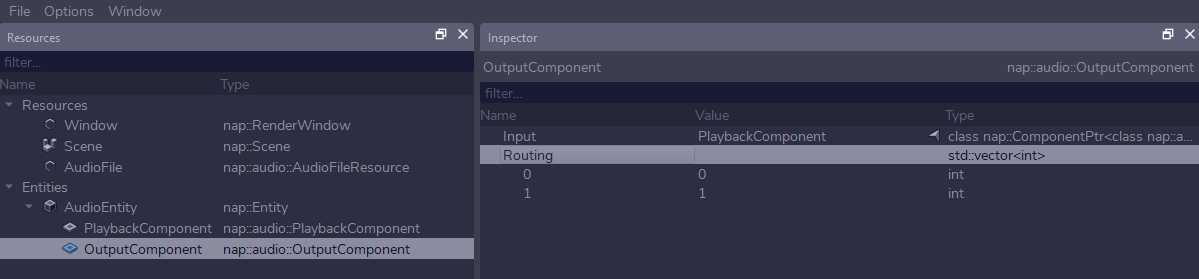 File Options Window
Resources
filter...
Name Type
Resources
Window nap::RenderWindow
Scene nap::Scene
AudioFile nap::audio::AudioFileResource
Entities
AudioEntity nap::Entity
PlaybackComponent nap::audio::PlaybackComponent
OutputComponent nap::audio::OutputComponent
Inspector
OutputComponent nap::audio::OutputComponent
filter...
Name Value Type
Input PlaybackComponent class nap::ComponentPtr<class nap::a...
Routing std::vector<int>
0 0 int
1 1 int